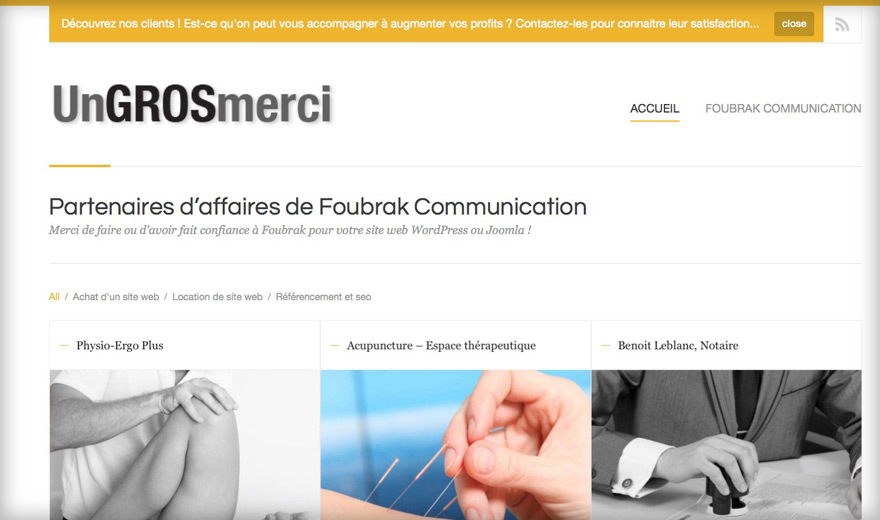 Découvrez nos clients ! Est-ce qu'on peut vous accompagner à augmenter vos profits ? Contactez-les pour connaitre leur satisfaction...
close
UnGROSmerci
ACCUEIL
FOUBRAK COMMUNICATION
Partenaires d'affaires de Foubrak Communication
Merci de faire ou d'avoir fait confiance à Foubrak pour votre site web WordPress ou Joomla !
All / Achat d'un site web / Location de site web / Référencement et seo
— Physio-Ergo Plus
— Acupuncture – Espace thérapeutique
— Benoit Leblanc, Notaire